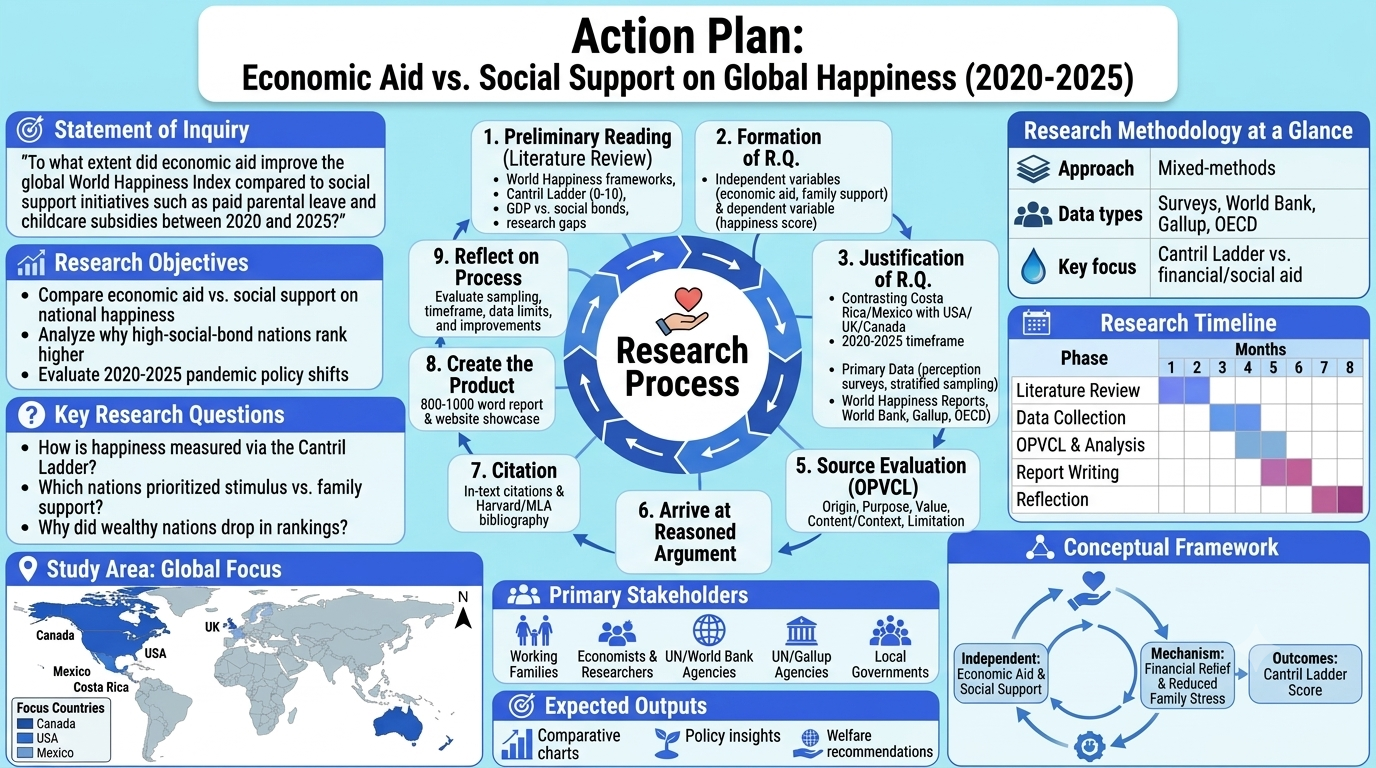 Action Plan:
Economic Aid vs. Social Support on Global Happiness (2020-2025)
Statement of Inquiry
"To what extent did economic aid improve the
global World Happiness Index compared to social
support initiatives such as paid parental leave and
childcare subsidies between 2020 and 2025?"
Research Objectives
• Compare economic aid vs. social support on
national happiness
• Analyze why high-social-bond nations rank
higher
• Evaluate 2020-2025 pandemic policy shifts
? Key Research Questions
• How is happiness measured via the Cantril
Ladder?
• Which nations prioritized stimulus vs. family
support?
• Why did wealthy nations drop in rankings?
Study Area: Global Focus
N
Canada
USA
UK
Mexico
Costa Rica
Focus Countries
Canada
USA
Mexico
1. Preliminary Reading
(Literature Review)
• World Happiness frameworks,
• Cantril Ladder (0-10),
• GDP vs. social bonds,
• research gaps
2. Formation
of R.Q.
• Independent variables
(economic aid, family support)
& dependent variable
(happiness score)
3. Justification
of R.Q.
• Contrasting Costa
Rica/Mexico with USA/
UK/Canada
• 2020-2025 timeframe
• Primary Data (perception
surveys, stratified sampling)
• World Happiness Reports,
World Bank, Gallup, OECD)
5. Source Evaluation
(OPVCL)
Origin, Purpose, Value,
Content/Context, Limitation
6. Arrive at
Reasoned
Argument
7. Citation
In-text citations &
Harvard/MLA
bibliography
8. Create the
Product
800-1000 word report
& website showcase
9. Reflect on
Process
Evaluate sampling,
timeframe, data limits,
and improvements
Research
Process
Primary Stakeholders
Working
Families
Economists &
Researchers
UN/World Bank
Agencies
UN/Gallup
Agencies
Local
Governments
Expected Outputs
Comparative
charts
Policy insights
Welfare
recommendations
Research Methodology at a Glance
Approach Mixed-methods
Data types Surveys, World Bank,
Gallup, OECD
Key focus Cantril Ladder vs.
financial/social aid
Research Timeline
Phase Months
1 2 3 4 5 6 7 8
Literature Review
Data Collection
OPVCL & Analysis
Report Writing
Reflection
Conceptual Framework
Independent:
Economic Aid &
Social Support
Mechanism:
Financial Relief
& Reduced
Family Stress
Outcomes:
Cantril Ladder
Score